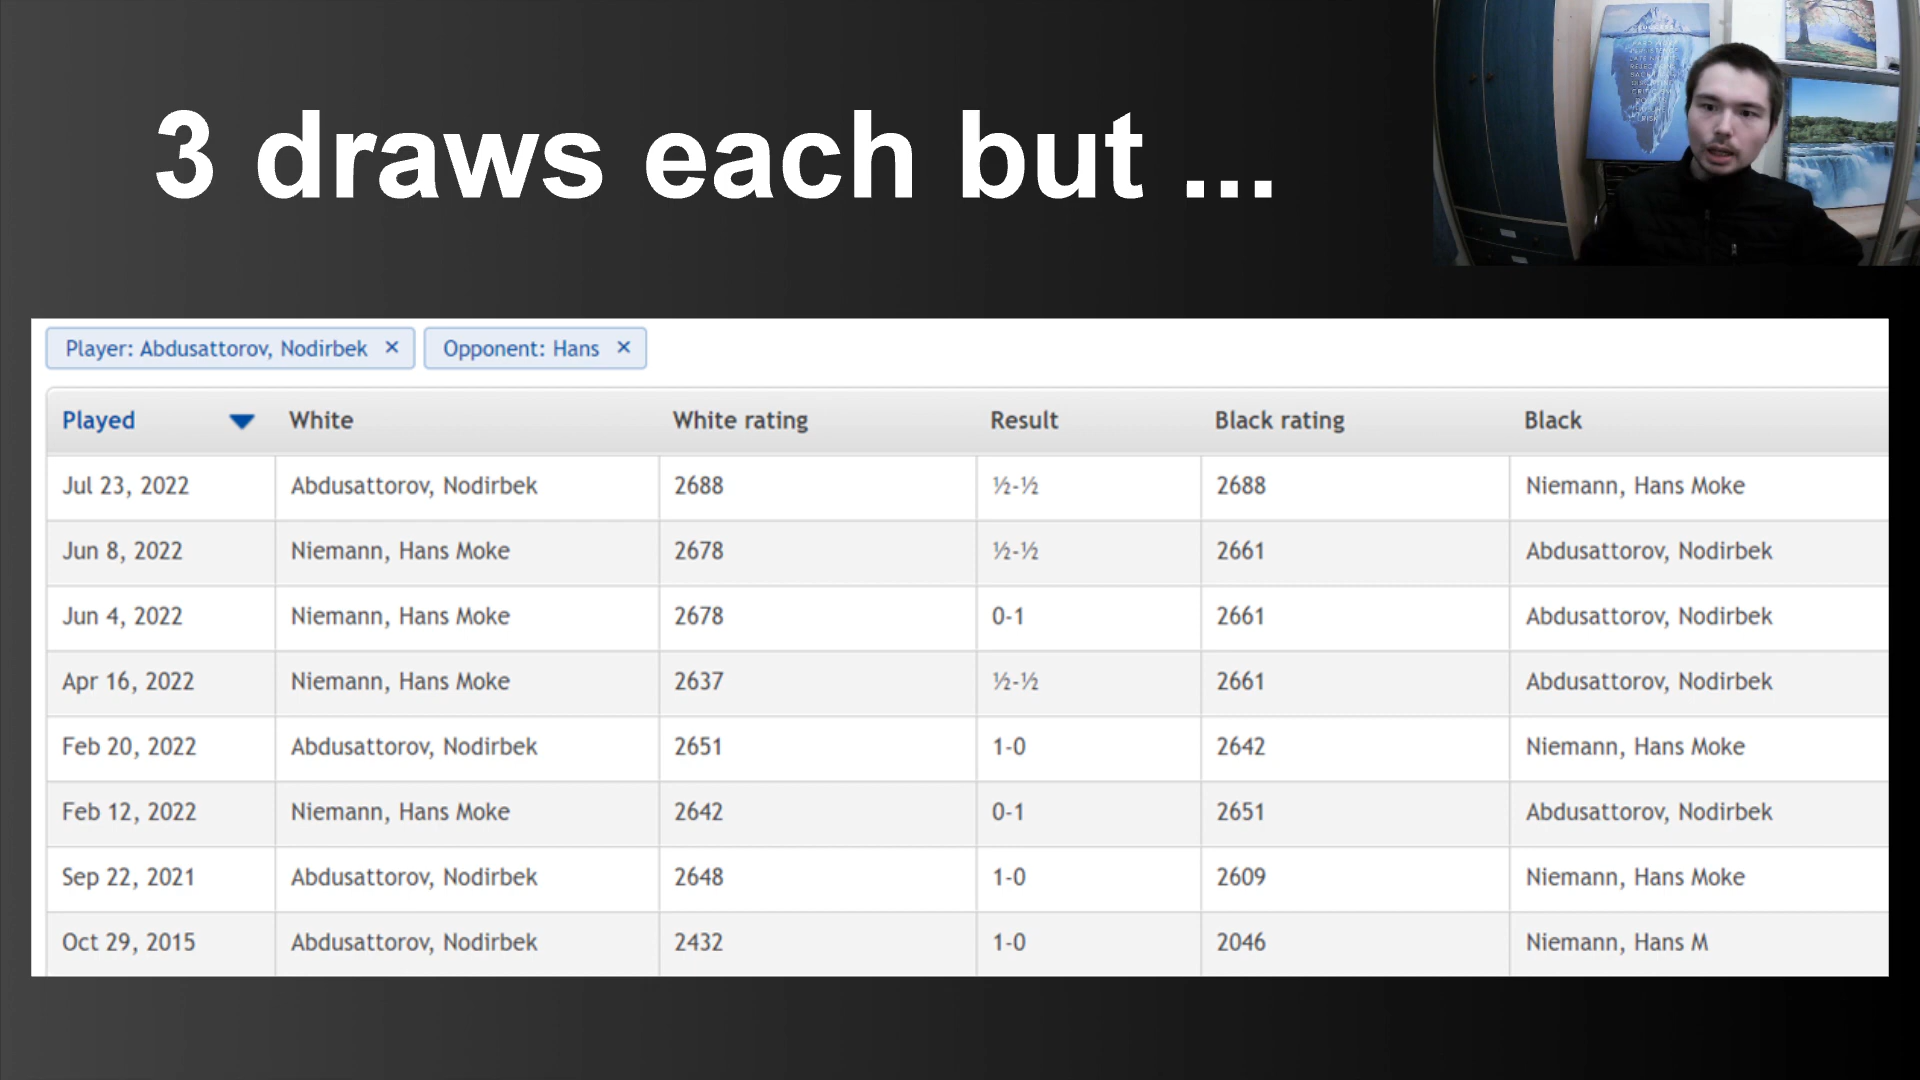 3 draws each but ...
Player: Abdusattorov, Nodirbek ✕ Opponent: Hans ✕
Played White White rating Result Black rating Black
Jul 23, 2022 Abdusattorov, Nodirbek 2688 ½-½ 2688 Niemann, Hans Moke
Jun 8, 2022 Niemann, Hans Moke 2678 ½-½ 2661 Abdusattorov, Nodirbek
Jun 4, 2022 Niemann, Hans Moke 2678 0-1 2661 Abdusattorov, Nodirbek
Apr 16, 2022 Niemann, Hans Moke 2637 ½-½ 2661 Abdusattorov, Nodirbek
Feb 20, 2022 Abdusattorov, Nodirbek 2651 1-0 2642 Niemann, Hans Moke
Feb 12, 2022 Niemann, Hans Moke 2642 0-1 2651 Abdusattorov, Nodirbek
Sep 22, 2021 Abdusattorov, Nodirbek 2648 1-0 2609 Niemann, Hans Moke
Oct 29, 2015 Abdusattorov, Nodirbek 2432 1-0 2046 Niemann, Hans M